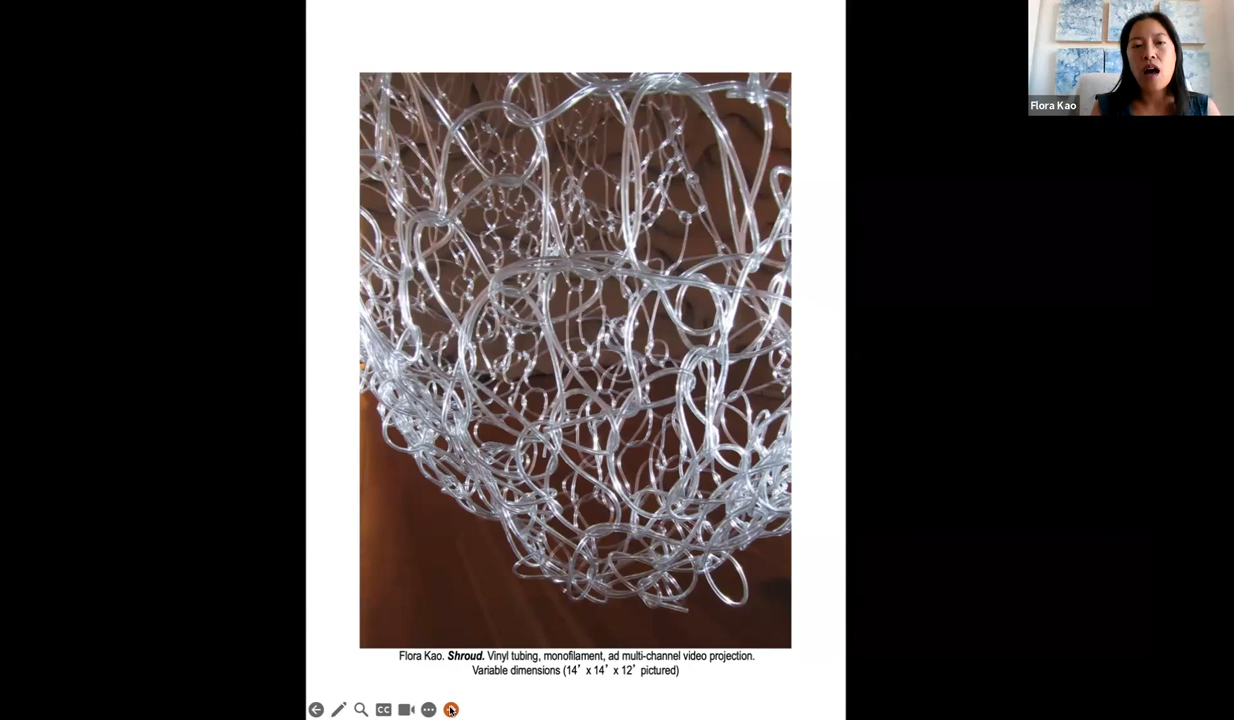 Flora Kao
Flora Kao. Shroud. Vinyl tubing, monofilament, ad multi-channel video projection.
Variable dimensions (14’ x 14’ x 12’ pictured)
CC